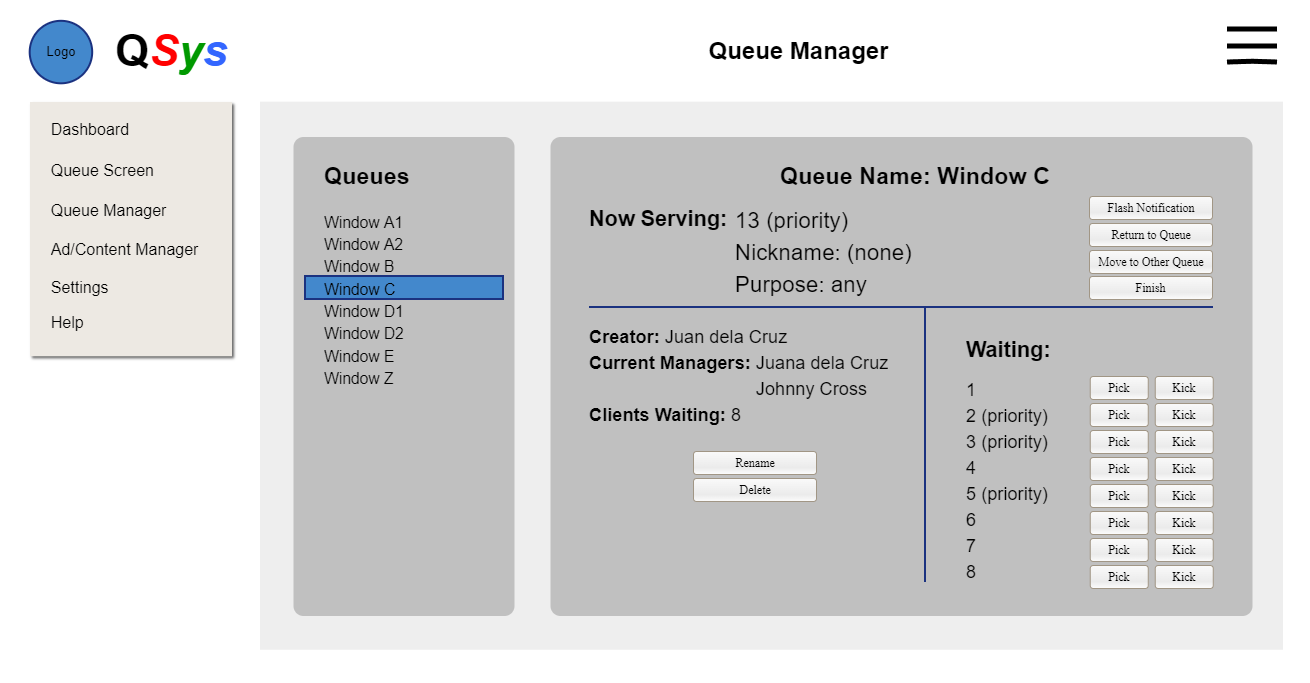 Logo
QSys
Queue Manager
Dashboard
Queue Screen
Queue Manager
Ad/Content Manager
Settings
Help
Queues
Window A1
Window A2
Window B
Window C
Window D1
Window D2
Window E
Window Z
Queue Name: Window C
Now Serving: 13 (priority)
Nickname: (none)
Purpose: any
Flash Notification
Return to Queue
Move to Other Queue
Finish
Creator: Juan dela Cruz
Current Managers: Juana dela Cruz
Johnny Cross
Clients Waiting: 8
Rename
Delete
Waiting:
1 Pick Kick
2 (priority) Pick Kick
3 (priority) Pick Kick
4 Pick Kick
5 (priority) Pick Kick
6 Pick Kick
7 Pick Kick
8 Pick Kick